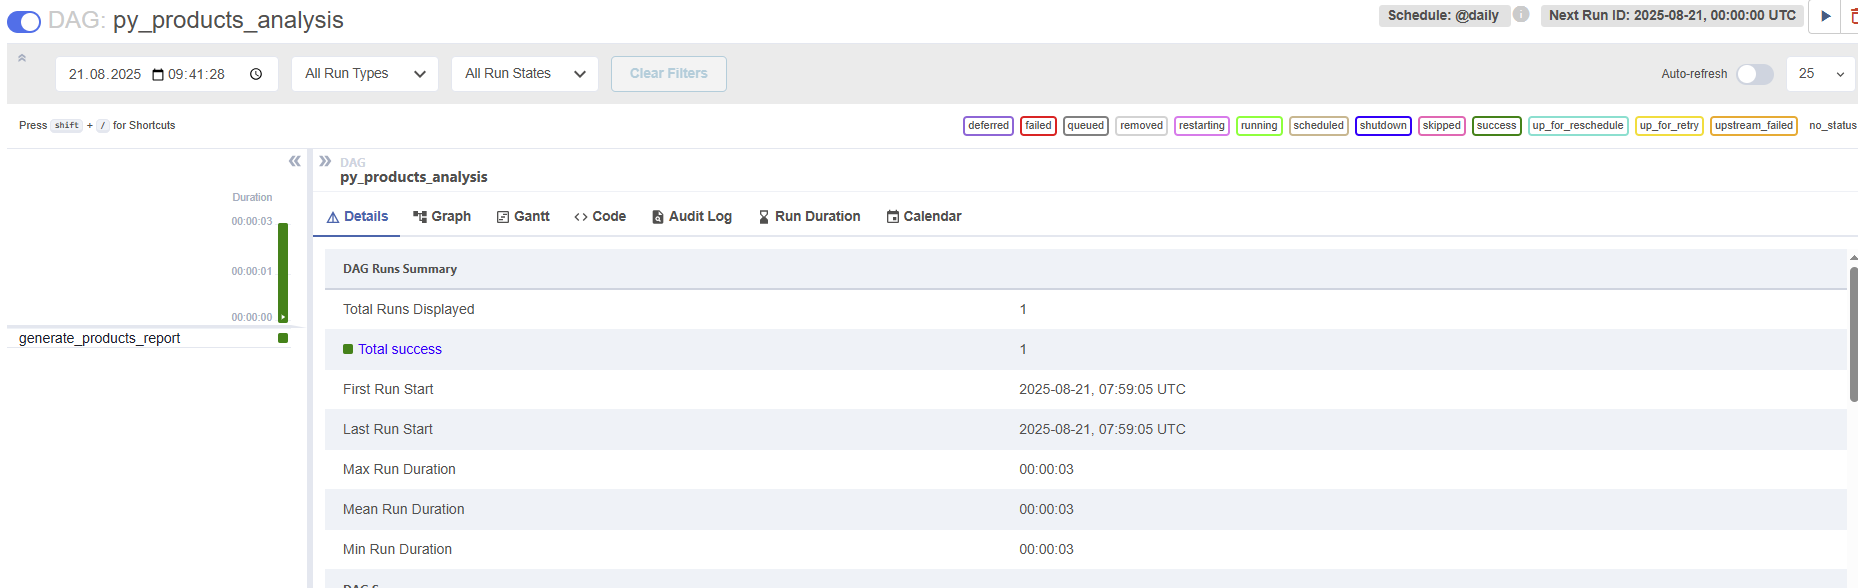 DAG: py_products_analysis
Schedule: @daily
Next Run ID: 2025-08-21, 00:00:00 UTC
21.08.2025 09:41:28
All Run Types
All Run States
Clear Filters
Auto-refresh
25
Press shift + / for Shortcuts
deferred failed queued removed restarting running scheduled shutdown skipped success up_for_reschedule up_for_retry upstream_failed no_status
Duration
00:00:03
00:00:01
00:00:00
generate_products_report
DAG
py_products_analysis
Details Graph Gantt Code Audit Log Run Duration Calendar
DAG Runs Summary
Total Runs Displayed 1
Total success 1
First Run Start 2025-08-21, 07:59:05 UTC
Last Run Start 2025-08-21, 07:59:05 UTC
Max Run Duration 00:00:03
Mean Run Duration 00:00:03
Min Run Duration 00:00:03
DAG